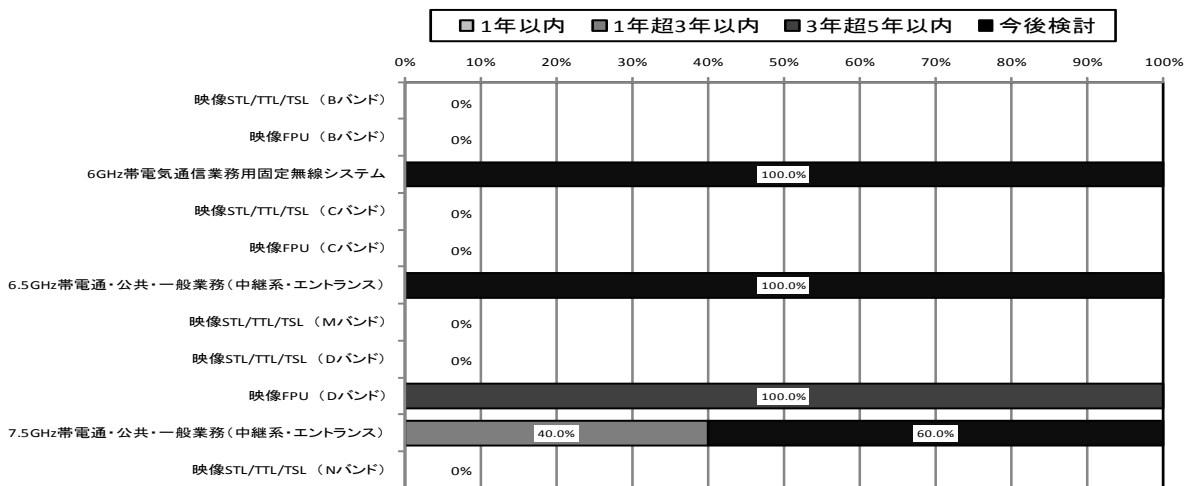 1年以内 1年超3年以内 3年超5年以内 今後検討
0% 10% 20% 30% 40% 50% 60% 70% 80% 90% 100%
映像STL/TTL/TSL （Bバンド） 0%
映像FPU （Bバンド） 0%
6GHz帯電気通信業務用固定無線システム 100.0%
映像STL/TTL/TSL （Cバンド） 0%
映像FPU （Cバンド） 0%
6.5GHz帯電通・公共・一般業務（中継系・エントランス） 100.0%
映像STL/TTL/TSL （Mバンド） 0%
映像STL/TTL/TSL （Dバンド） 0%
映像FPU （Dバンド） 100.0%
7.5GHz帯電通・公共・一般業務（中継系・エントランス） 40.0% 60.0%
映像STL/TTL/TSL （Nバンド） 0%